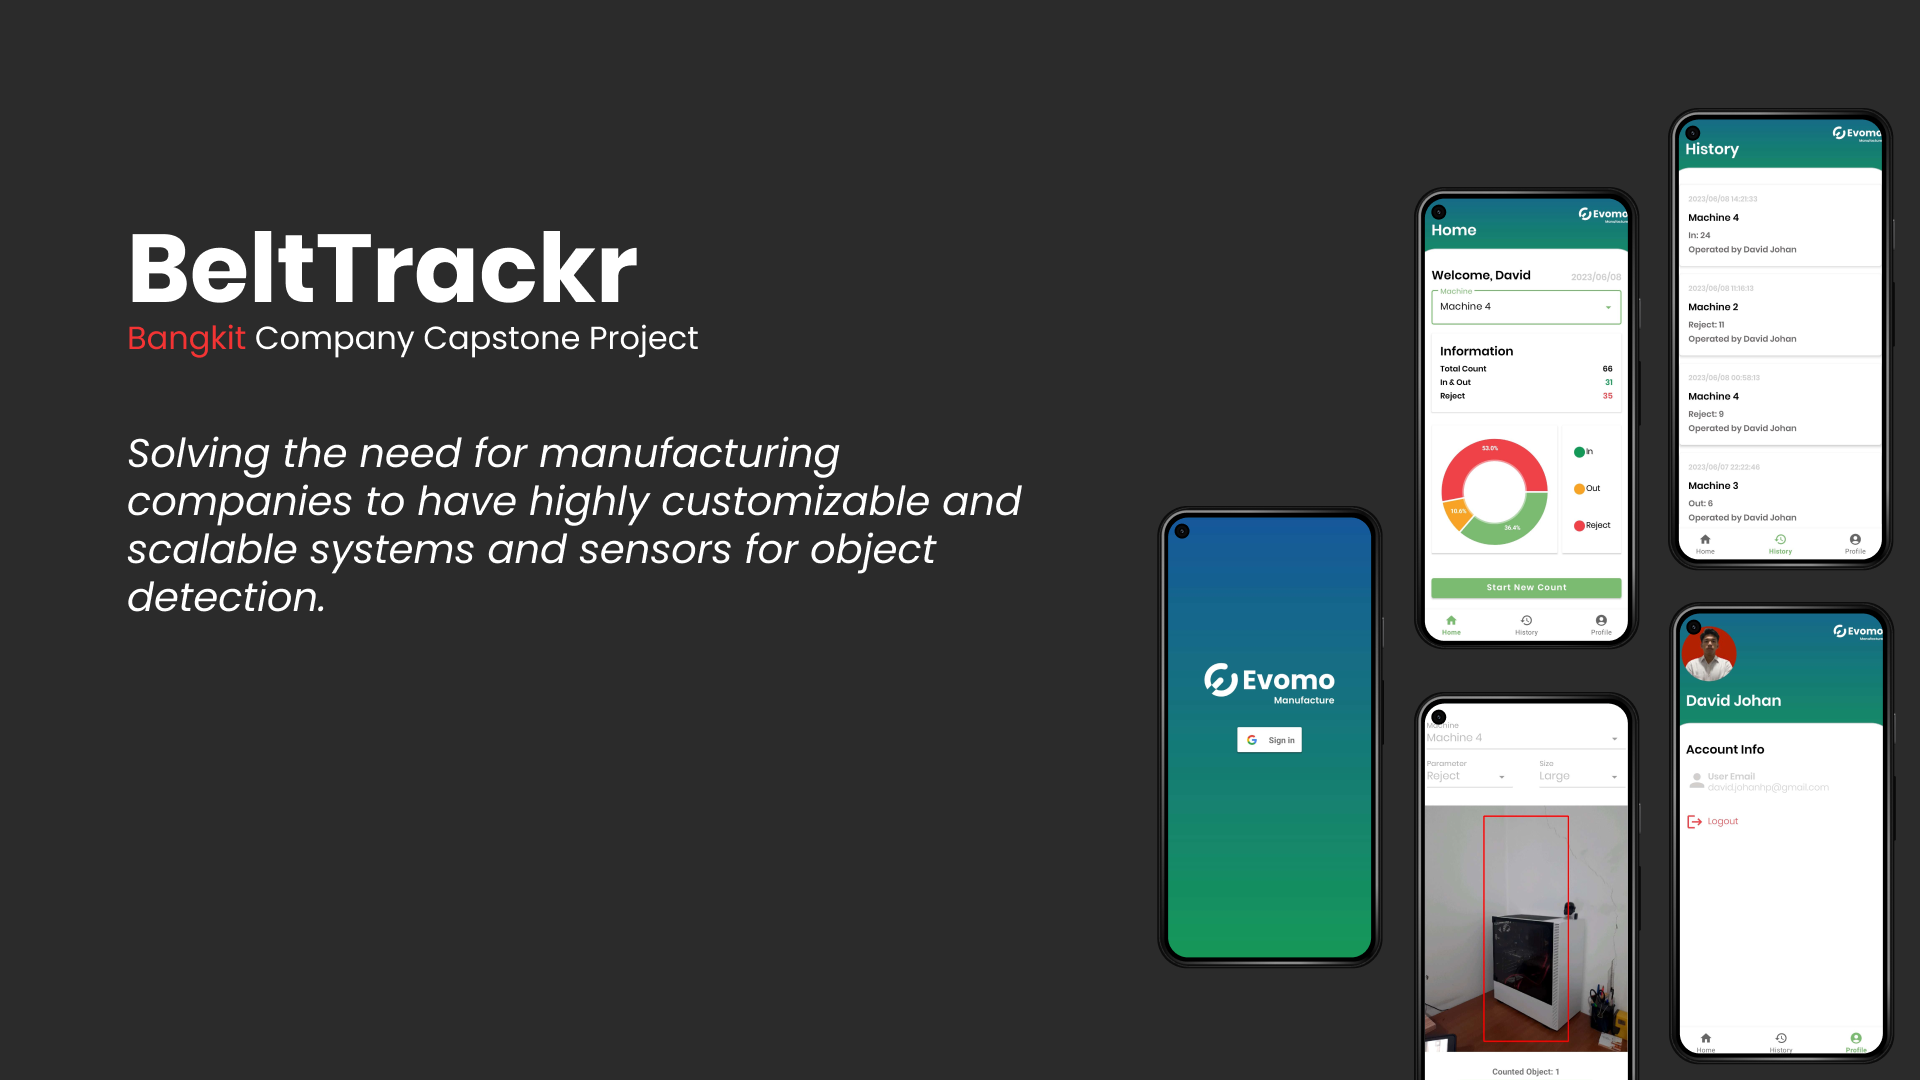 BeltTrackr
Bangkit Company Capstone Project
Solving the need for manufacturing
companies to have highly customizable and
scalable systems and sensors for object
detection.
Evomo
Manufacture
Sign in
Evomo
Manufacture
Home
Welcome, David 2023/06/08
Machine
Machine 4
Information
Total Count 66
In & Out 31
Reject 35
53.0%
10.6%
36.4%
In
Out
Reject
Start New Count
Home History Profile
Machine
Machine 4
Parameter Size
Reject Large
Counted Object: 1
Evomo
Manufacture
History
2023/06/08 14:21:33
Machine 4
In: 24
Operated by David Johan
2023/06/08 11:16:13
Machine 2
Reject: 11
Operated by David Johan
2023/06/08 00:58:13
Machine 4
Reject: 9
Operated by David Johan
2023/06/07 22:22:46
Machine 3
Out: 6
Operated by David Johan
Home History Profile
Evomo
Manufacture
David Johan
Account Info
User Email
david.johanhp@gmail.com
Logout
Home History Profile